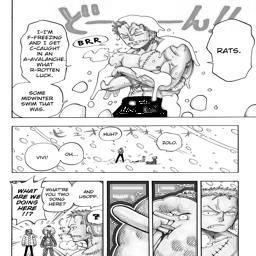 どーん!!
RATS.
BRR
I-I'M
F-FREEZING
AND I GET
C-CAUGHT
IN AN
A-AVALANCHE.
WHAT
R-ROTTEN
LUCK.
SOME
MIDWINTER
SWIM THAT
WAS.
ZOLO.
HUH?
OH...
VIVI!
AND
USOPP.
WHAT'RE
YOU TWO
DOING
HERE?
WHAT ARE
WE DOING
HERE
!!?
?